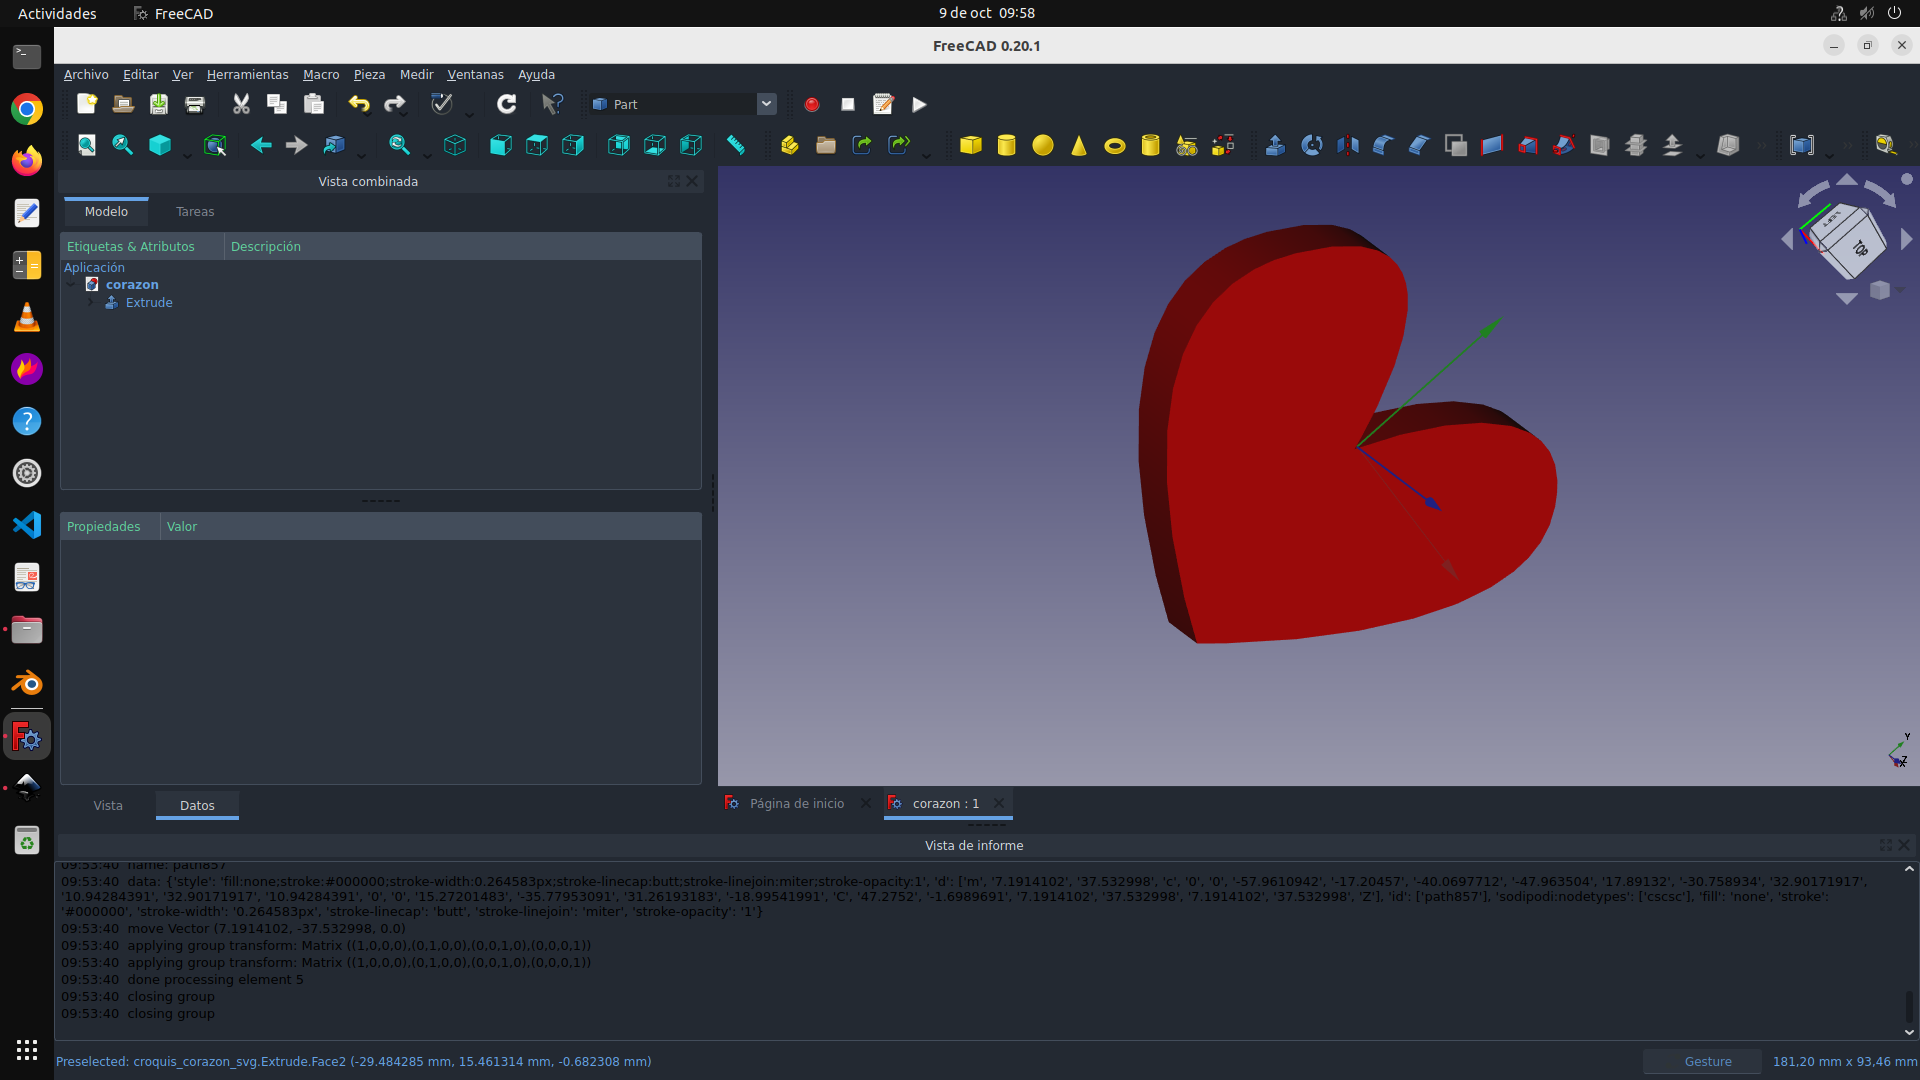 Actividades FreeCAD 9 de oct 09:58
FreeCAD 0.20.1
Archivo Editar Ver Herramientas Macro Pieza Medir Ventanas Ayuda
Part
Vista combinada
Modelo Tareas
Etiquetas & Atributos Descripción
Aplicación
corazon
Extrude
Propiedades Valor
Vista Datos
LEFT
TOP
Y
Z
X
Página de inicio corazon : 1
Vista de informe
09:53:40 name: path857
09:53:40 data: {'style': 'fill:none;stroke:#000000;stroke-width:0.264583px;stroke-linecap:butt;stroke-linejoin:miter;stroke-opacity:1', 'd': ['m', '7.1914102', '37.532998', 'c', '0', '0', '-57.9610942', '-17.20457', '-40.0697712', '-47.963504', '17.89132', '-30.758934', '32.90171917',
'10.94284391', '32.90171917', '10.94284391', '0', '0', '15.27201483', '-35.77953091', '31.26193183', '-18.99541991', 'C', '47.2752', '-1.6989691', '7.1914102', '37.532998', '7.1914102', '37.532998', 'Z'], 'id': ['path857'], 'sodipodi:nodetypes': ['cscsc'], 'fill': 'none', 'stroke':
'#000000', 'stroke-width': '0.264583px', 'stroke-linecap': 'butt', 'stroke-linejoin': 'miter', 'stroke-opacity': '1'}
09:53:40 move Vector (7.1914102, -37.532998, 0.0)
09:53:40 applying group transform: Matrix ((1,0,0,0),(0,1,0,0),(0,0,1,0),(0,0,0,1))
09:53:40 applying group transform: Matrix ((1,0,0,0),(0,1,0,0),(0,0,1,0),(0,0,0,1))
09:53:40 done processing element 5
09:53:40 closing group
09:53:40 closing group
Preselected: croquis_corazon_svg.Extrude.Face2 (-29.484285 mm, 15.461314 mm, -0.682308 mm) Gesture 181,20 mm x 93,46 mm